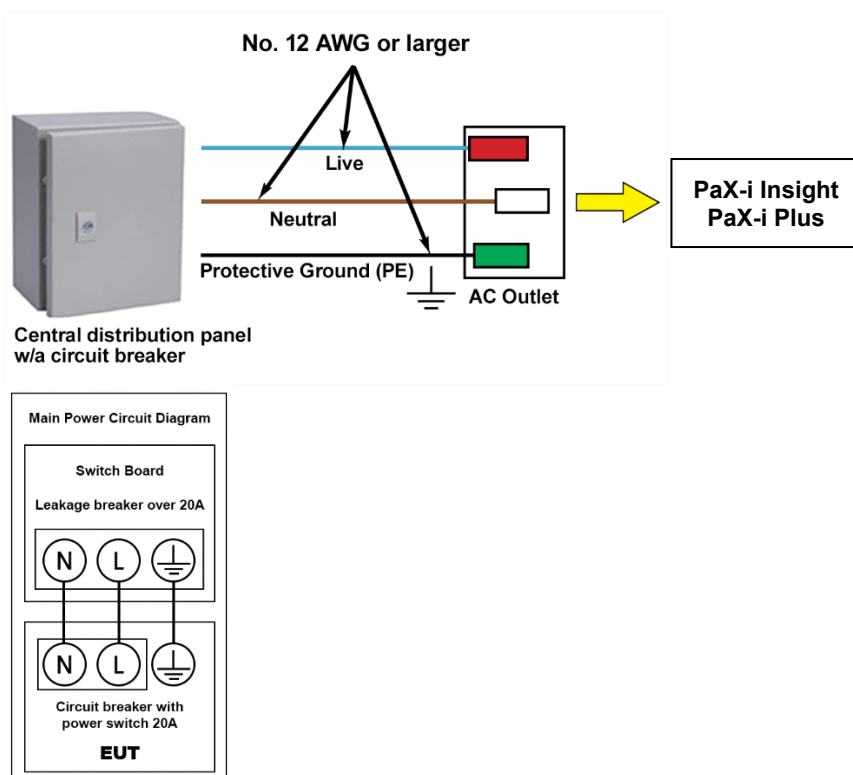 No. 12 AWG or larger
Live
Neutral
Protective Ground (PE)
AC Outlet
PaX-i Insight
PaX-i Plus
Central distribution panel
w/a circuit breaker
Main Power Circuit Diagram
Switch Board
Leakage breaker over 20A
N L
N L
Circuit breaker with
power switch 20A
EUT